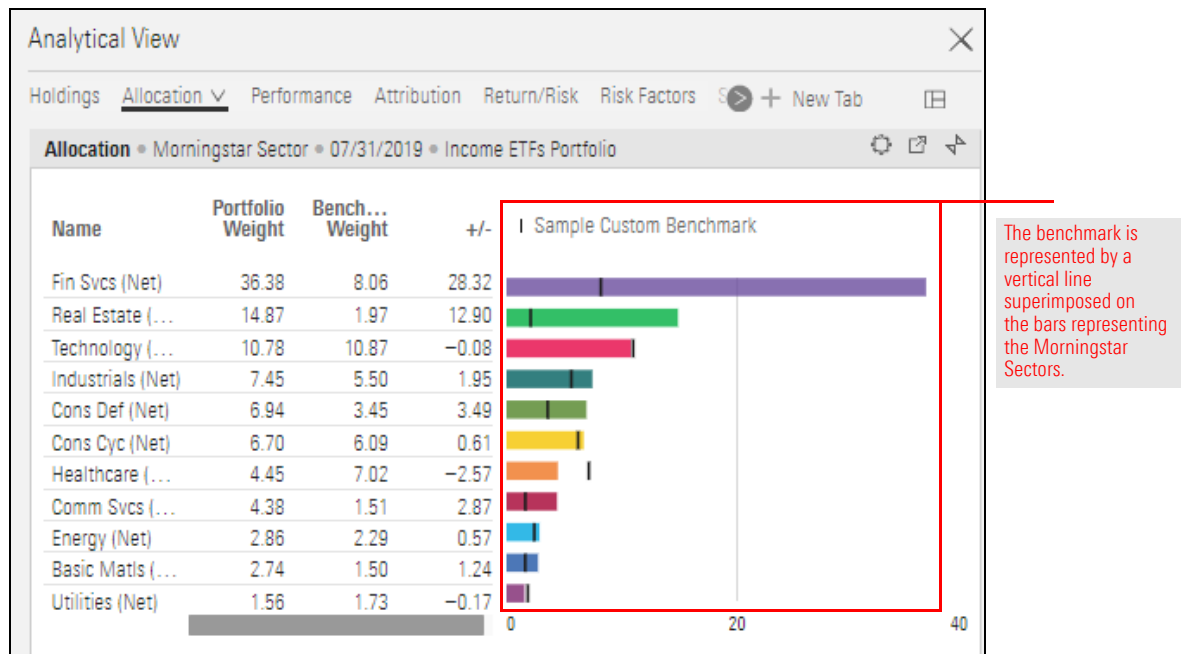 Analytical View
Holdings Allocation Performance Attribution Return/Risk Risk Factors S New Tab
Allocation • Morningstar Sector • 07/31/2019 • Income ETFs Portfolio
Name Portfolio Weight Bench... Weight +/- Sample Custom Benchmark
Fin Svcs (Net) 36.38 8.06 28.32
Real Estate (... 14.87 1.97 12.90
Technology (... 10.78 10.87 −0.08
Industrials (Net) 7.45 5.50 1.95
Cons Def (Net) 6.94 3.45 3.49
Cons Cyc (Net) 6.70 6.09 0.61
Healthcare (... 4.45 7.02 −2.57
Comm Svcs (... 4.38 1.51 2.87
Energy (Net) 2.86 2.29 0.57
Basic Matls (... 2.74 1.50 1.24
Utilities (Net) 1.56 1.73 −0.17
0 20 40
The benchmark is
represented by a
vertical line
superimposed on
the bars representing
the Morningstar
Sectors.